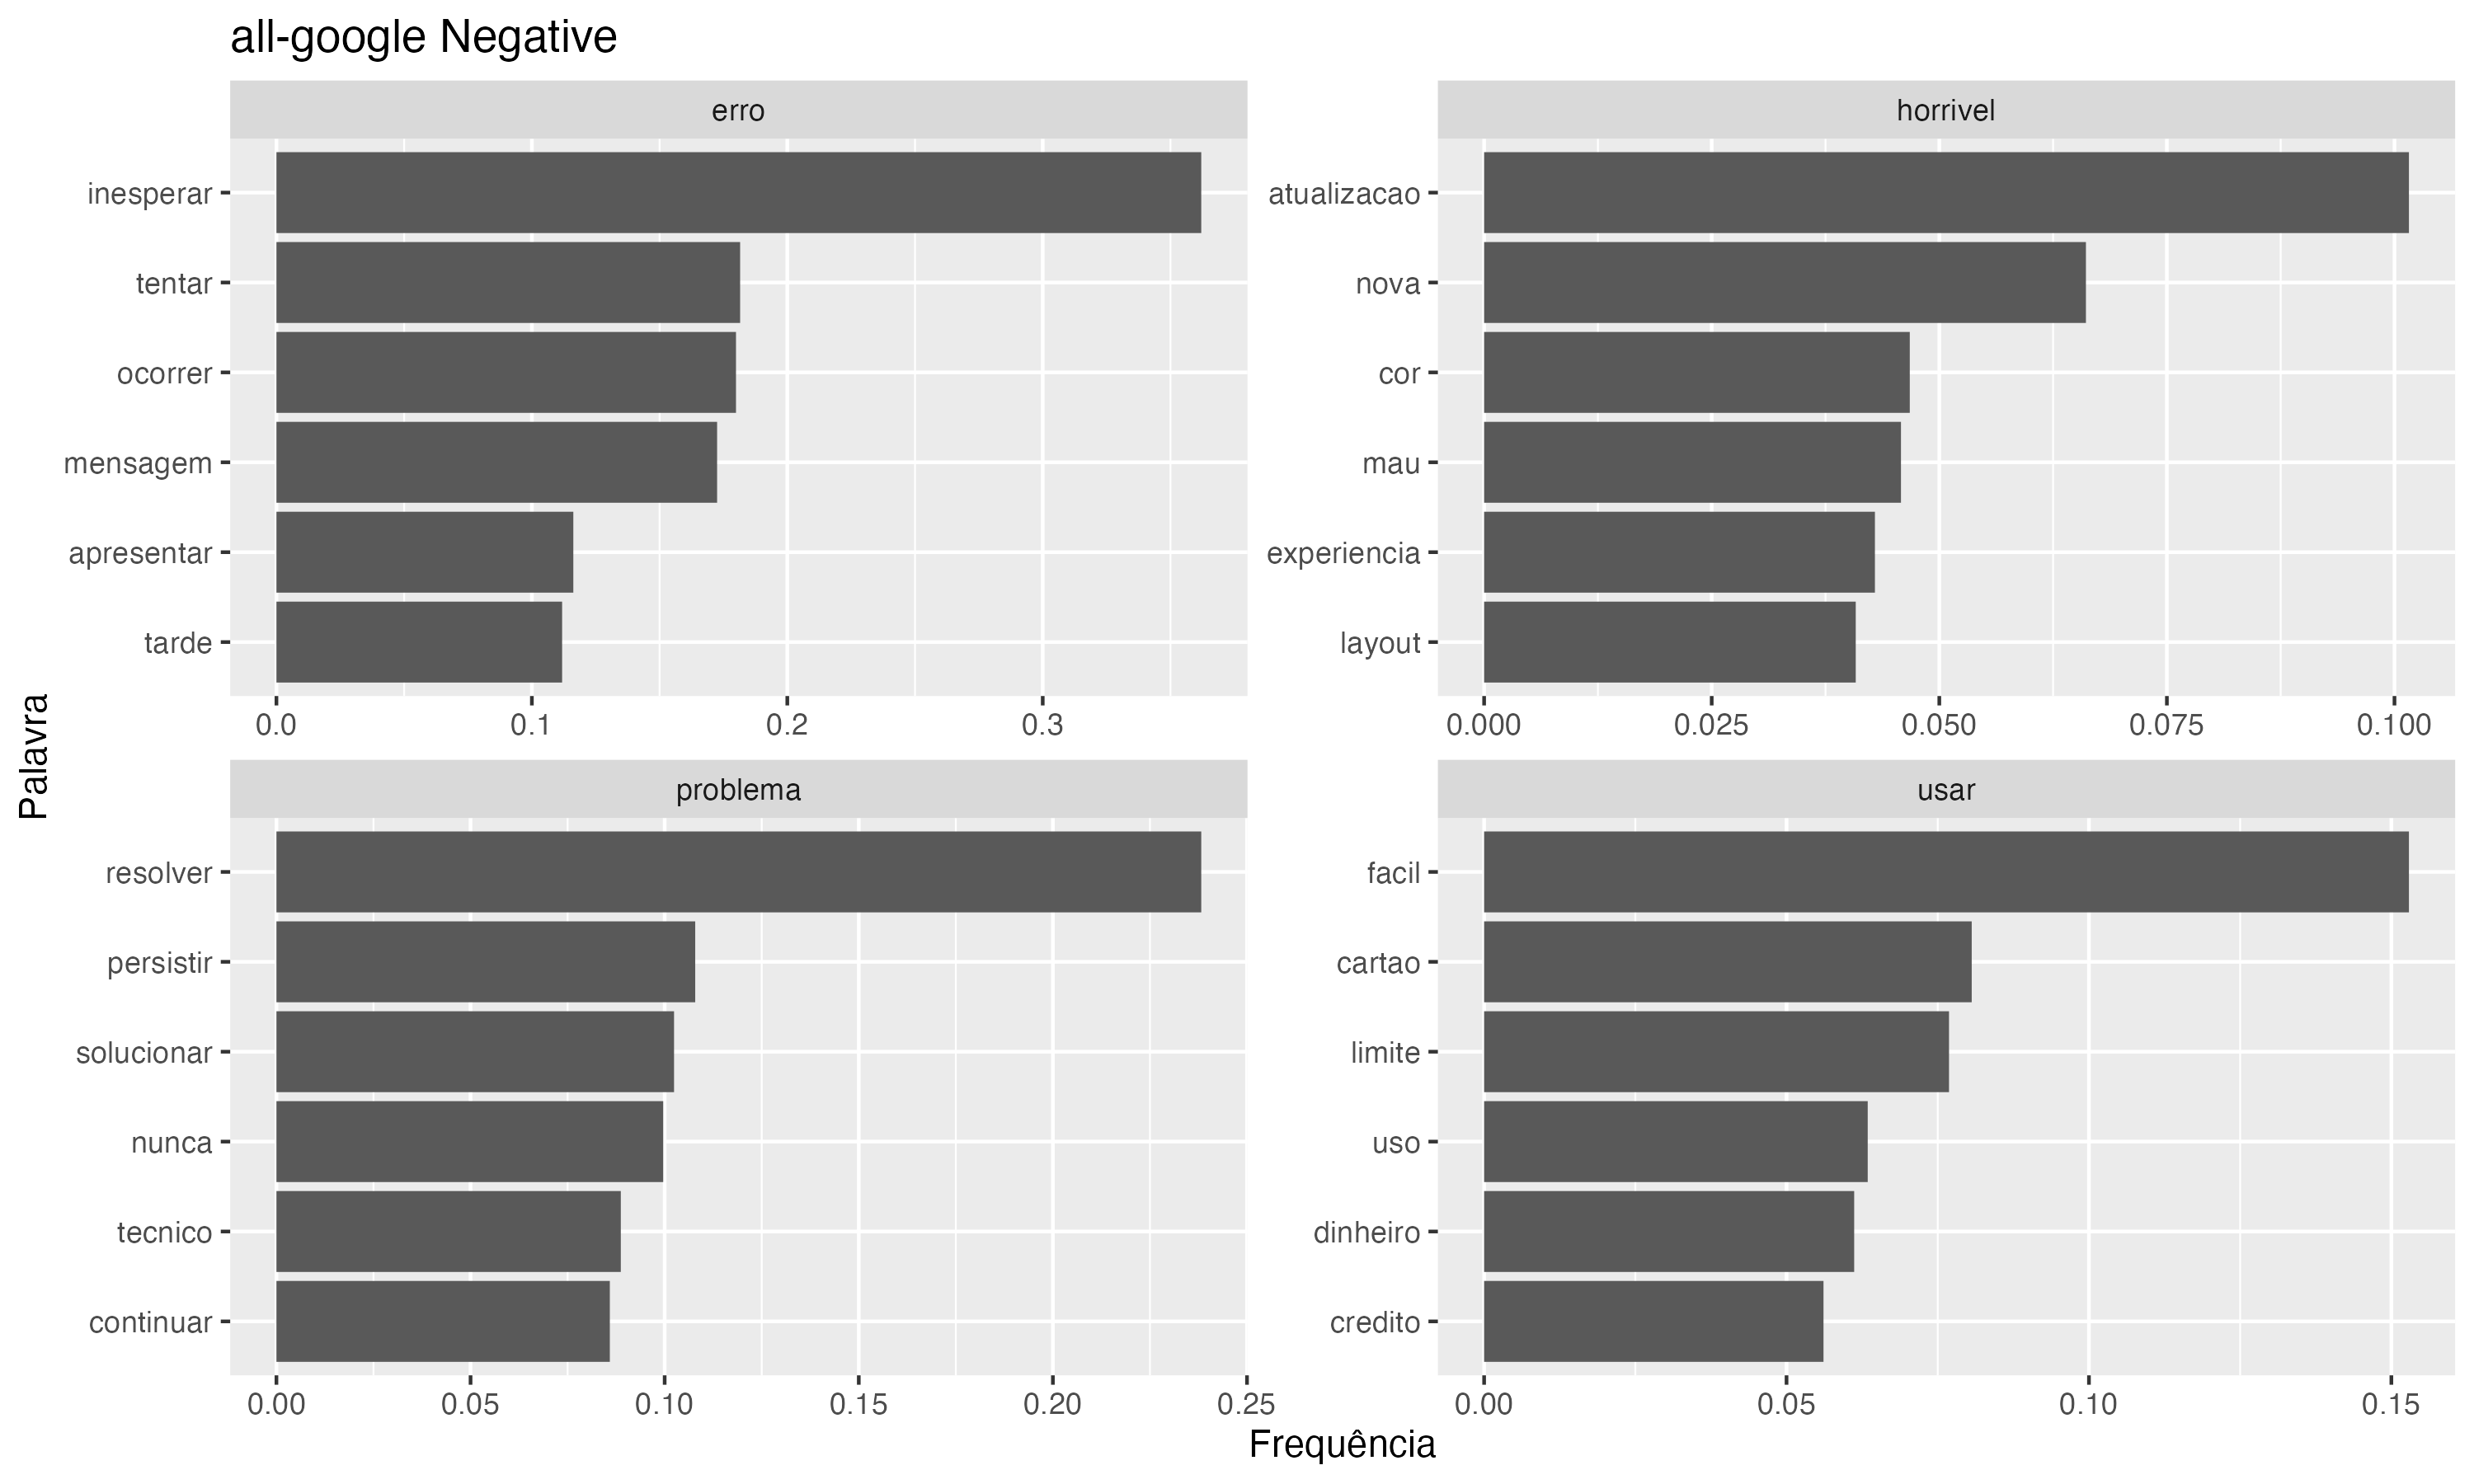 all-google Negative
erro
inesperar
tentar
ocorrer
mensagem
apresentar
tarde
0.0 0.1 0.2 0.3
horrivel
atualizacao
nova
cor
mau
experiencia
layout
0.000 0.025 0.050 0.075 0.100
problema
resolver
persistir
solucionar
nunca
tecnico
continuar
0.00 0.05 0.10 0.15 0.20 0.25
usar
facil
cartao
limite
uso
dinheiro
credito
0.00 0.05 0.10 0.15
Palavra
Frequência